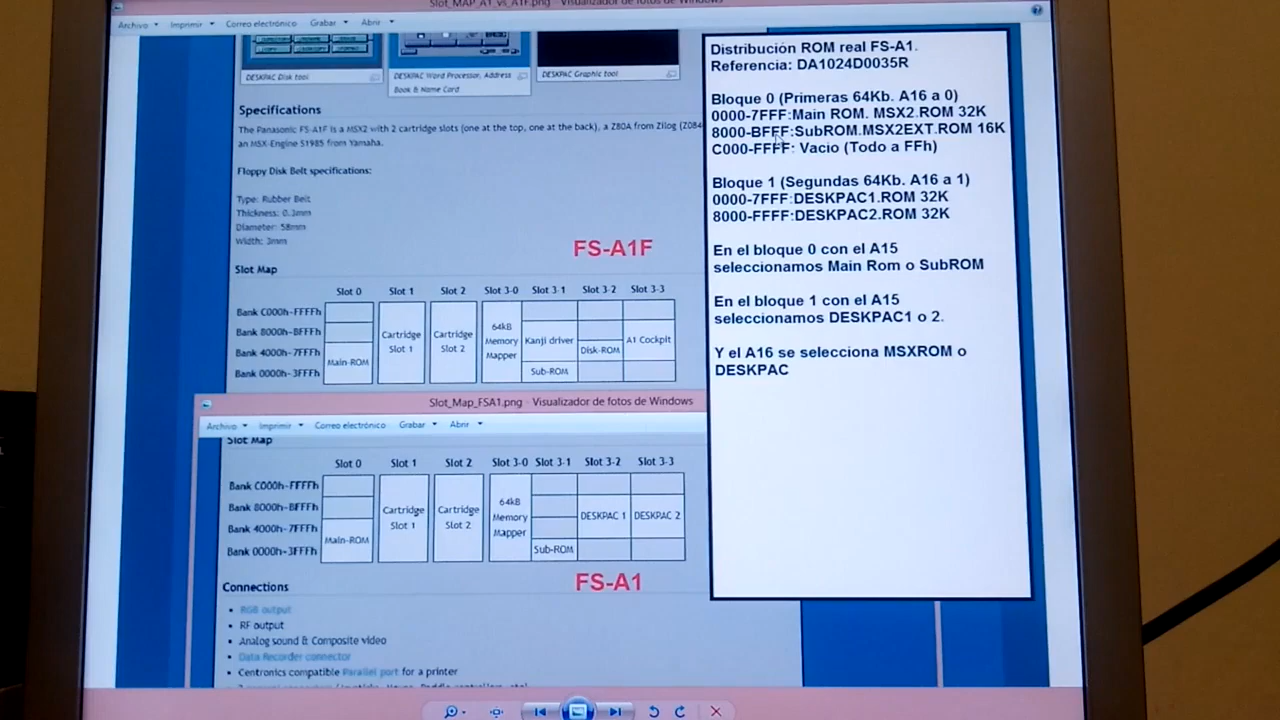 Slot_MAP_A1_vs_A1F.png - Visualizador de fotos de Windows
Archivo Imprimir Correo electrónico Grabar Abrir
DESKPAC Disk tool
DESKPAC Word Processor, Address
Book & Name Card
DESKPAC Graphic tool
Specifications
The Panasonic FS-A1F is a MSX2 with 2 cartridge slots (one at the top, one at the back), a Z80A from Zilog (Z084
an MSX-Engine S1985 from Yamaha.
Floppy Disk Belt specifications:
Type: Rubber Belt
Thickness: 0.3mm
Diameter: 58mm
Width: 3mm
FS-A1F
Slot Map
Slot 0 Slot 1 Slot 2 Slot 3-0 Slot 3-1 Slot 3-2 Slot 3-3
Bank C000h-FFFFh
Bank 8000h-BFFFh
Bank 4000h-7FFFh
Bank 0000h-3FFFh
Main-ROM
Cartridge
Slot 1
Cartridge
Slot 2
64kB
Memory
Mapper
Kanji driver
Sub-ROM
Disk-ROM
A1 Cockpit
Slot_Map_FSA1.png - Visualizador de fotos de Windows
Archivo Imprimir Correo electrónico Grabar Abrir
Slot Map
Slot 0 Slot 1 Slot 2 Slot 3-0 Slot 3-1 Slot 3-2 Slot 3-3
Bank C000h-FFFFh
Bank 8000h-BFFFh
Bank 4000h-7FFFh
Bank 0000h-3FFFh
Main-ROM
Cartridge
Slot 1
Cartridge
Slot 2
64kB
Memory
Mapper
Sub-ROM
DESKPAC 1
DESKPAC 2
FS-A1
Connections
RGB output
RF output
Analog sound & Composite video
Data Recorder connector
Centronics compatible Parallel port for a printer
Distribución ROM real FS-A1.
Referencia: DA1024D0035R
Bloque 0 (Primeras 64Kb. A16 a 0)
0000-7FFF:Main ROM. MSX2.ROM 32K
8000-BFFF:SubROM.MSX2EXT.ROM 16K
C000-FFFF: Vacio (Todo a FFh)
Bloque 1 (Segundas 64Kb. A16 a 1)
0000-7FFF:DESKPAC1.ROM 32K
8000-FFFF:DESKPAC2.ROM 32K
En el bloque 0 con el A15
seleccionamos Main Rom o SubROM
En el bloque 1 con el A15
seleccionamos DESKPAC1 o 2.
Y el A16 se selecciona MSXROM o
DESKPAC